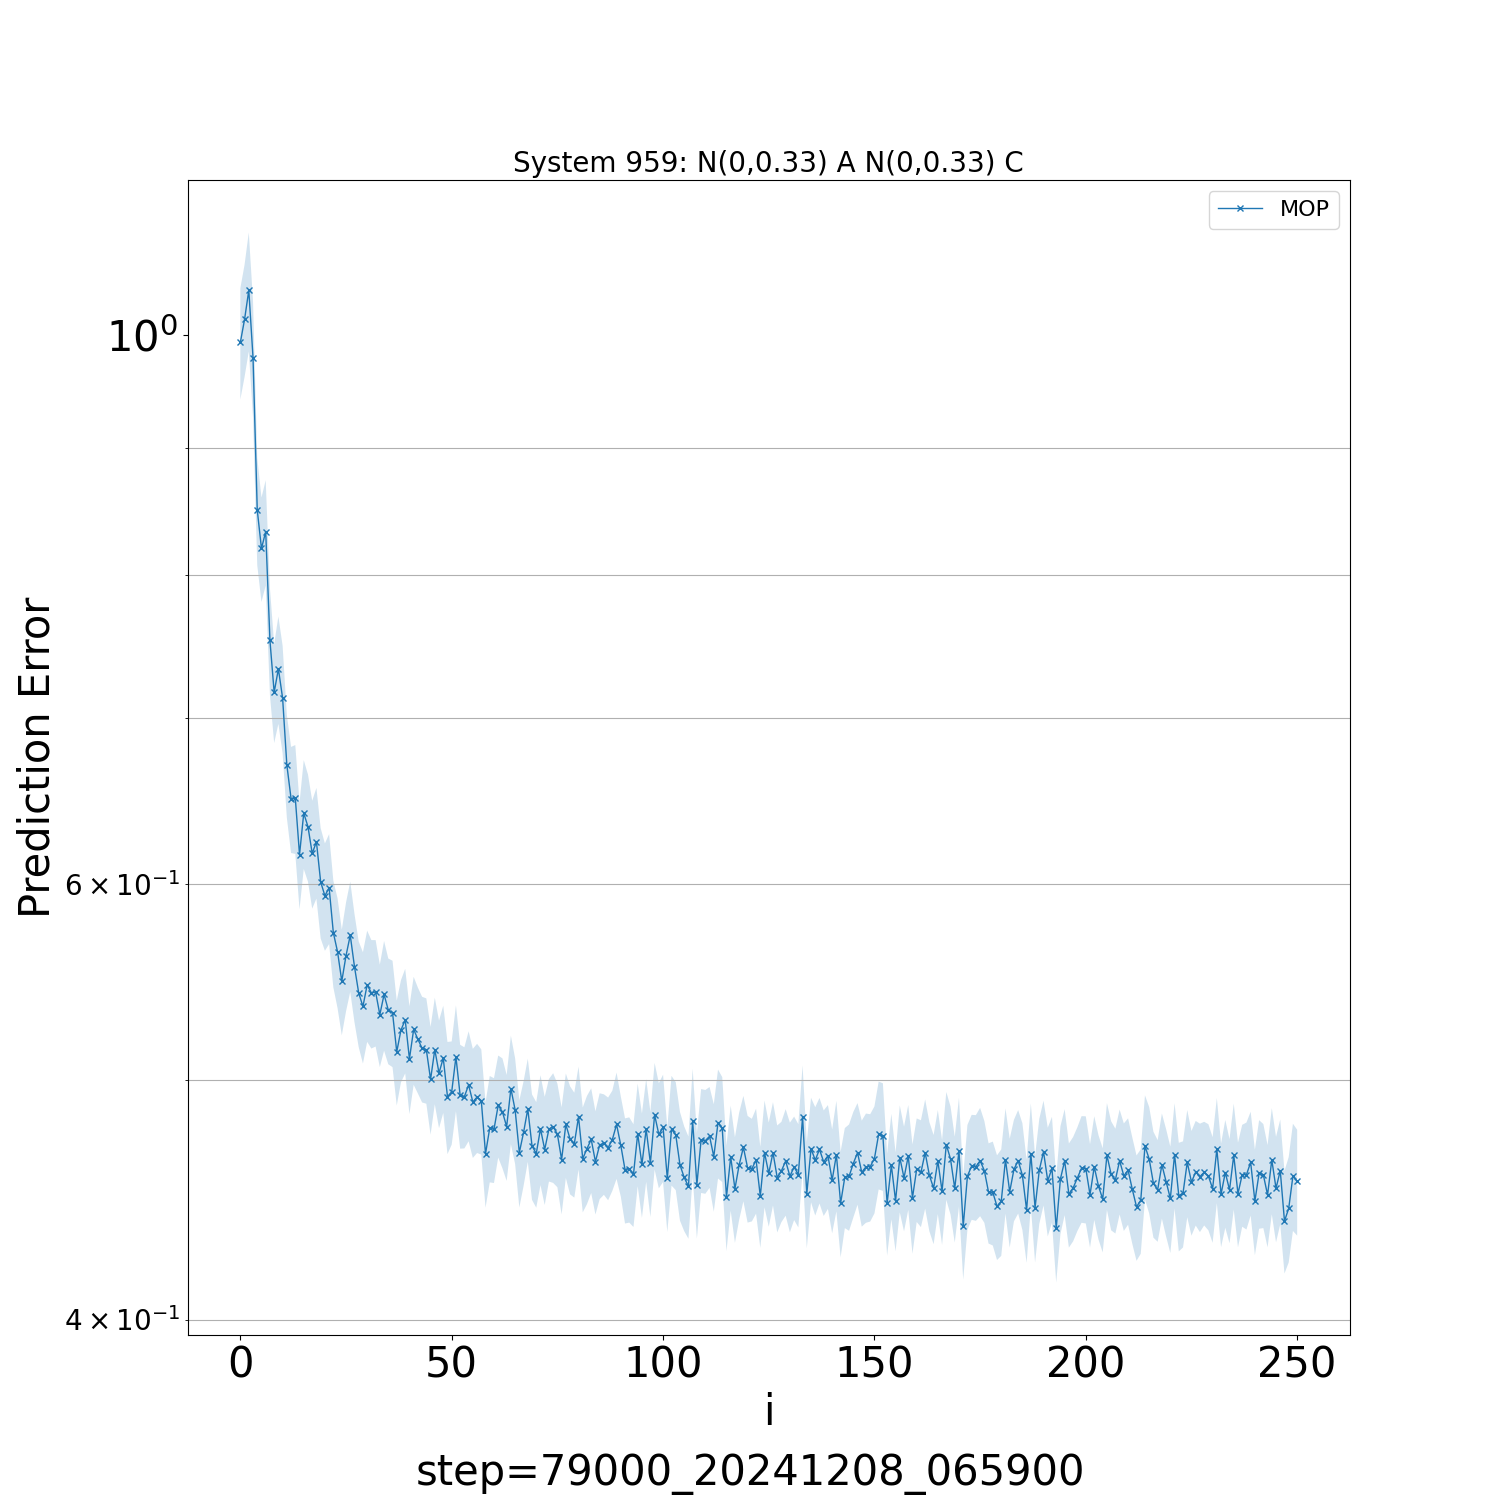 System 959: N(0,0.33) A N(0,0.33) C
MOP
10⁰
6 × 10⁻¹
4 × 10⁻¹
Prediction Error
0 50 100 150 200 250
i
step=79000_20241208_065900